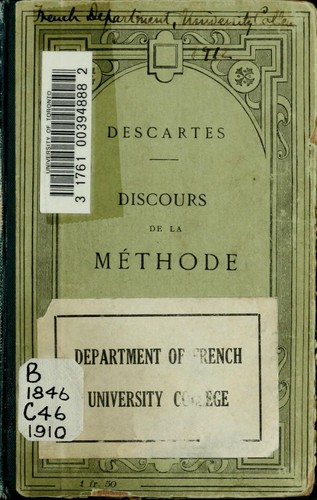 French Department, University College
1912
UNIVERSITY OF TORONTO
3 1761 00394888 2
DESCARTES
DISCOURS
DE LA
MÉTHODE
DEPARTMENT OF FRENCH
UNIVERSITY COLLEGE
B
1846
C46
1910
1 fr. 50